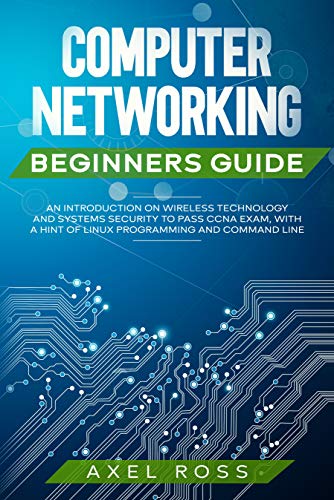 COMPUTER
NETWORKING
BEGINNERS GUIDE
AN INTRODUCTION ON WIRELESS TECHNOLOGY
AND SYSTEMS SECURITY TO PASS CCNA EXAM, WITH
A HINT OF LINUX PROGRAMMING AND COMMAND LINE
AXEL ROSS